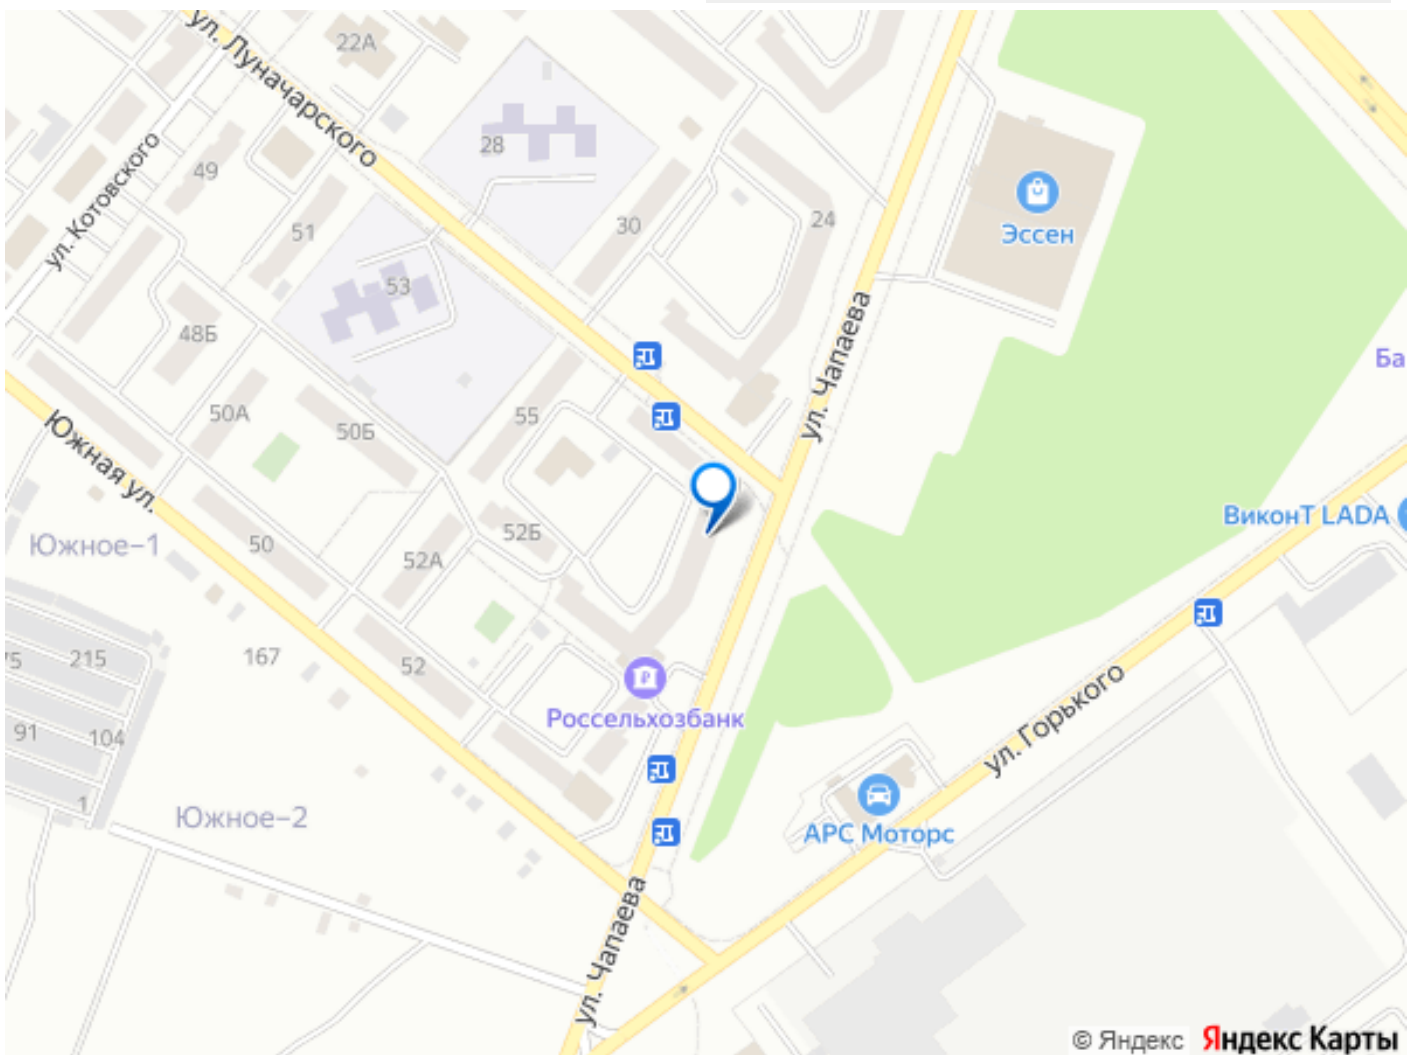 ул. Луначарского
22А
28
ул. Котовского
49
51
30
24
Эссен
53
48Б
ул. Чапаева
Ба
50А
50Б
55
Южная ул.
ВиконТ LADA
Южное-1
50
52А
52Б
215
167
52
75
Россельхозбанк
ул. Горького
91
104
1
Южное-2
АРС Моторс
ул. Чапаева
© Яндекс Яндекс Карты